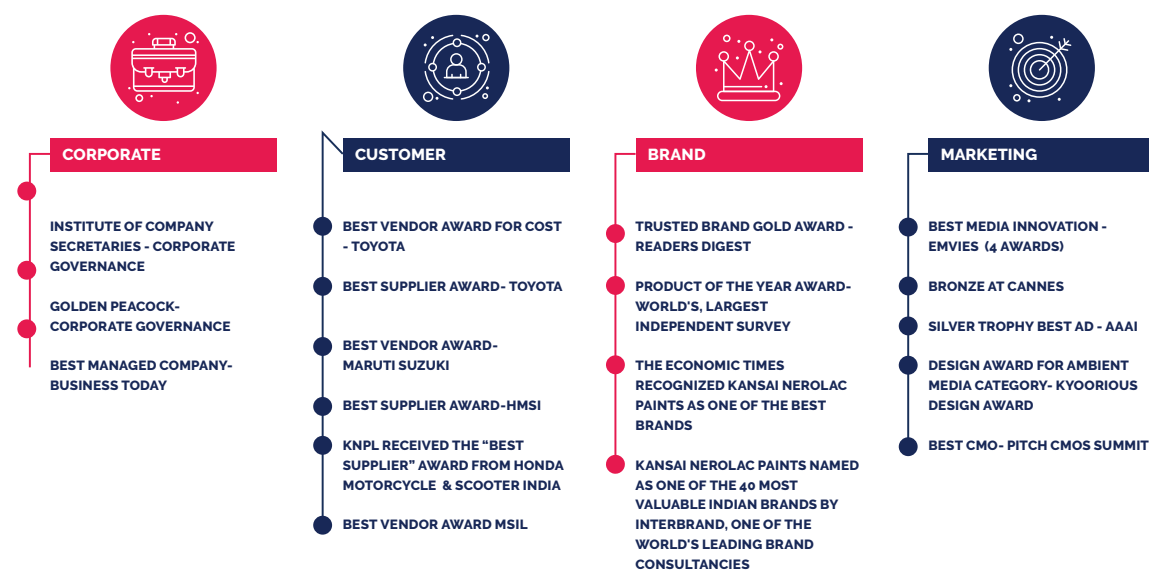 CORPORATE
INSTITUTE OF COMPANY
SECRETARIES - CORPORATE
GOVERNANCE
GOLDEN PEACOCK-
CORPORATE GOVERNANCE
BEST MANAGED COMPANY-
BUSINESS TODAY
CUSTOMER
BEST VENDOR AWARD FOR COST
- TOYOTA
BEST SUPPLIER AWARD- TOYOTA
BEST VENDOR AWARD-
MARUTI SUZUKI
BEST SUPPLIER AWARD-HMSI
KNPL RECEIVED THE “BEST
SUPPLIER” AWARD FROM HONDA
MOTORCYCLE & SCOOTER INDIA
BEST VENDOR AWARD MSIL
BRAND
TRUSTED BRAND GOLD AWARD -
READERS DIGEST
PRODUCT OF THE YEAR AWARD-
WORLD'S, LARGEST
INDEPENDENT SURVEY
THE ECONOMIC TIMES
RECOGNIZED KANSAI NEROLAC
PAINTS AS ONE OF THE BEST
BRANDS
KANSAI NEROLAC PAINTS NAMED
AS ONE OF THE 40 MOST
VALUABLE INDIAN BRANDS BY
INTERBRAND, ONE OF THE
WORLD'S LEADING BRAND
CONSULTANCIES
MARKETING
BEST MEDIA INNOVATION -
EMVIES (4 AWARDS)
BRONZE AT CANNES
SILVER TROPHY BEST AD - AAAI
DESIGN AWARD FOR AMBIENT
MEDIA CATEGORY- KYOORIOUS
DESIGN AWARD
BEST CMO- PITCH CMOS SUMMIT